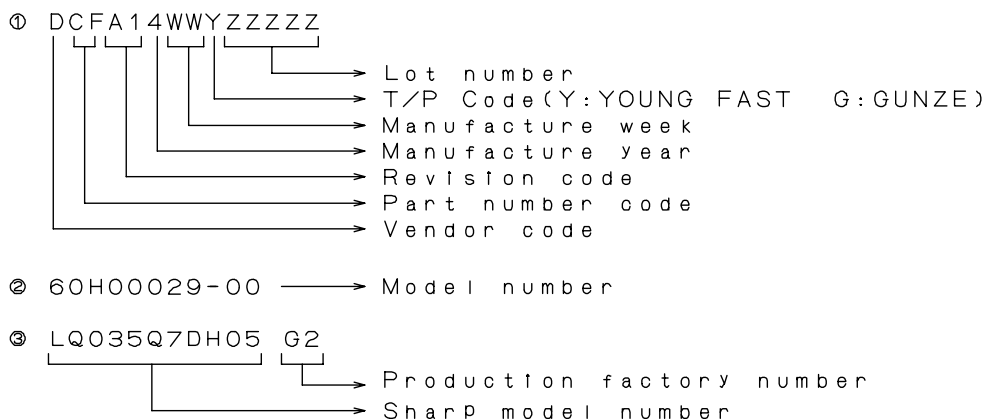 ① DCFA14WWYZZZZZ
Lot number
T/P Code(Y:YOUNG FAST G:GUNZE)
Manufacture week
Manufacture year
Revision code
Part number code
Vendor code
② 60H00029-00 Model number
③ LQ035Q7DH05 G2
Production factory number
Sharp model number